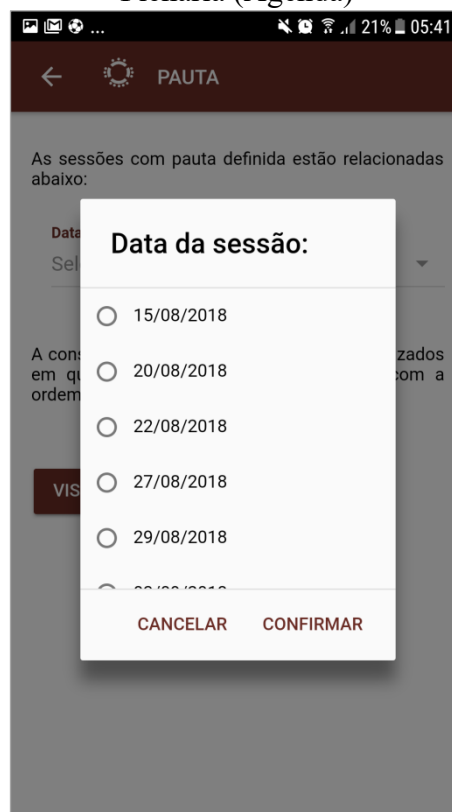 21% 05:41
PAUTA
As sessões com pauta definida estão relacionadas
abaixo:
Data da sessão:
15/08/2018
20/08/2018
22/08/2018
27/08/2018
29/08/2018
CANCELAR CONFIRMAR